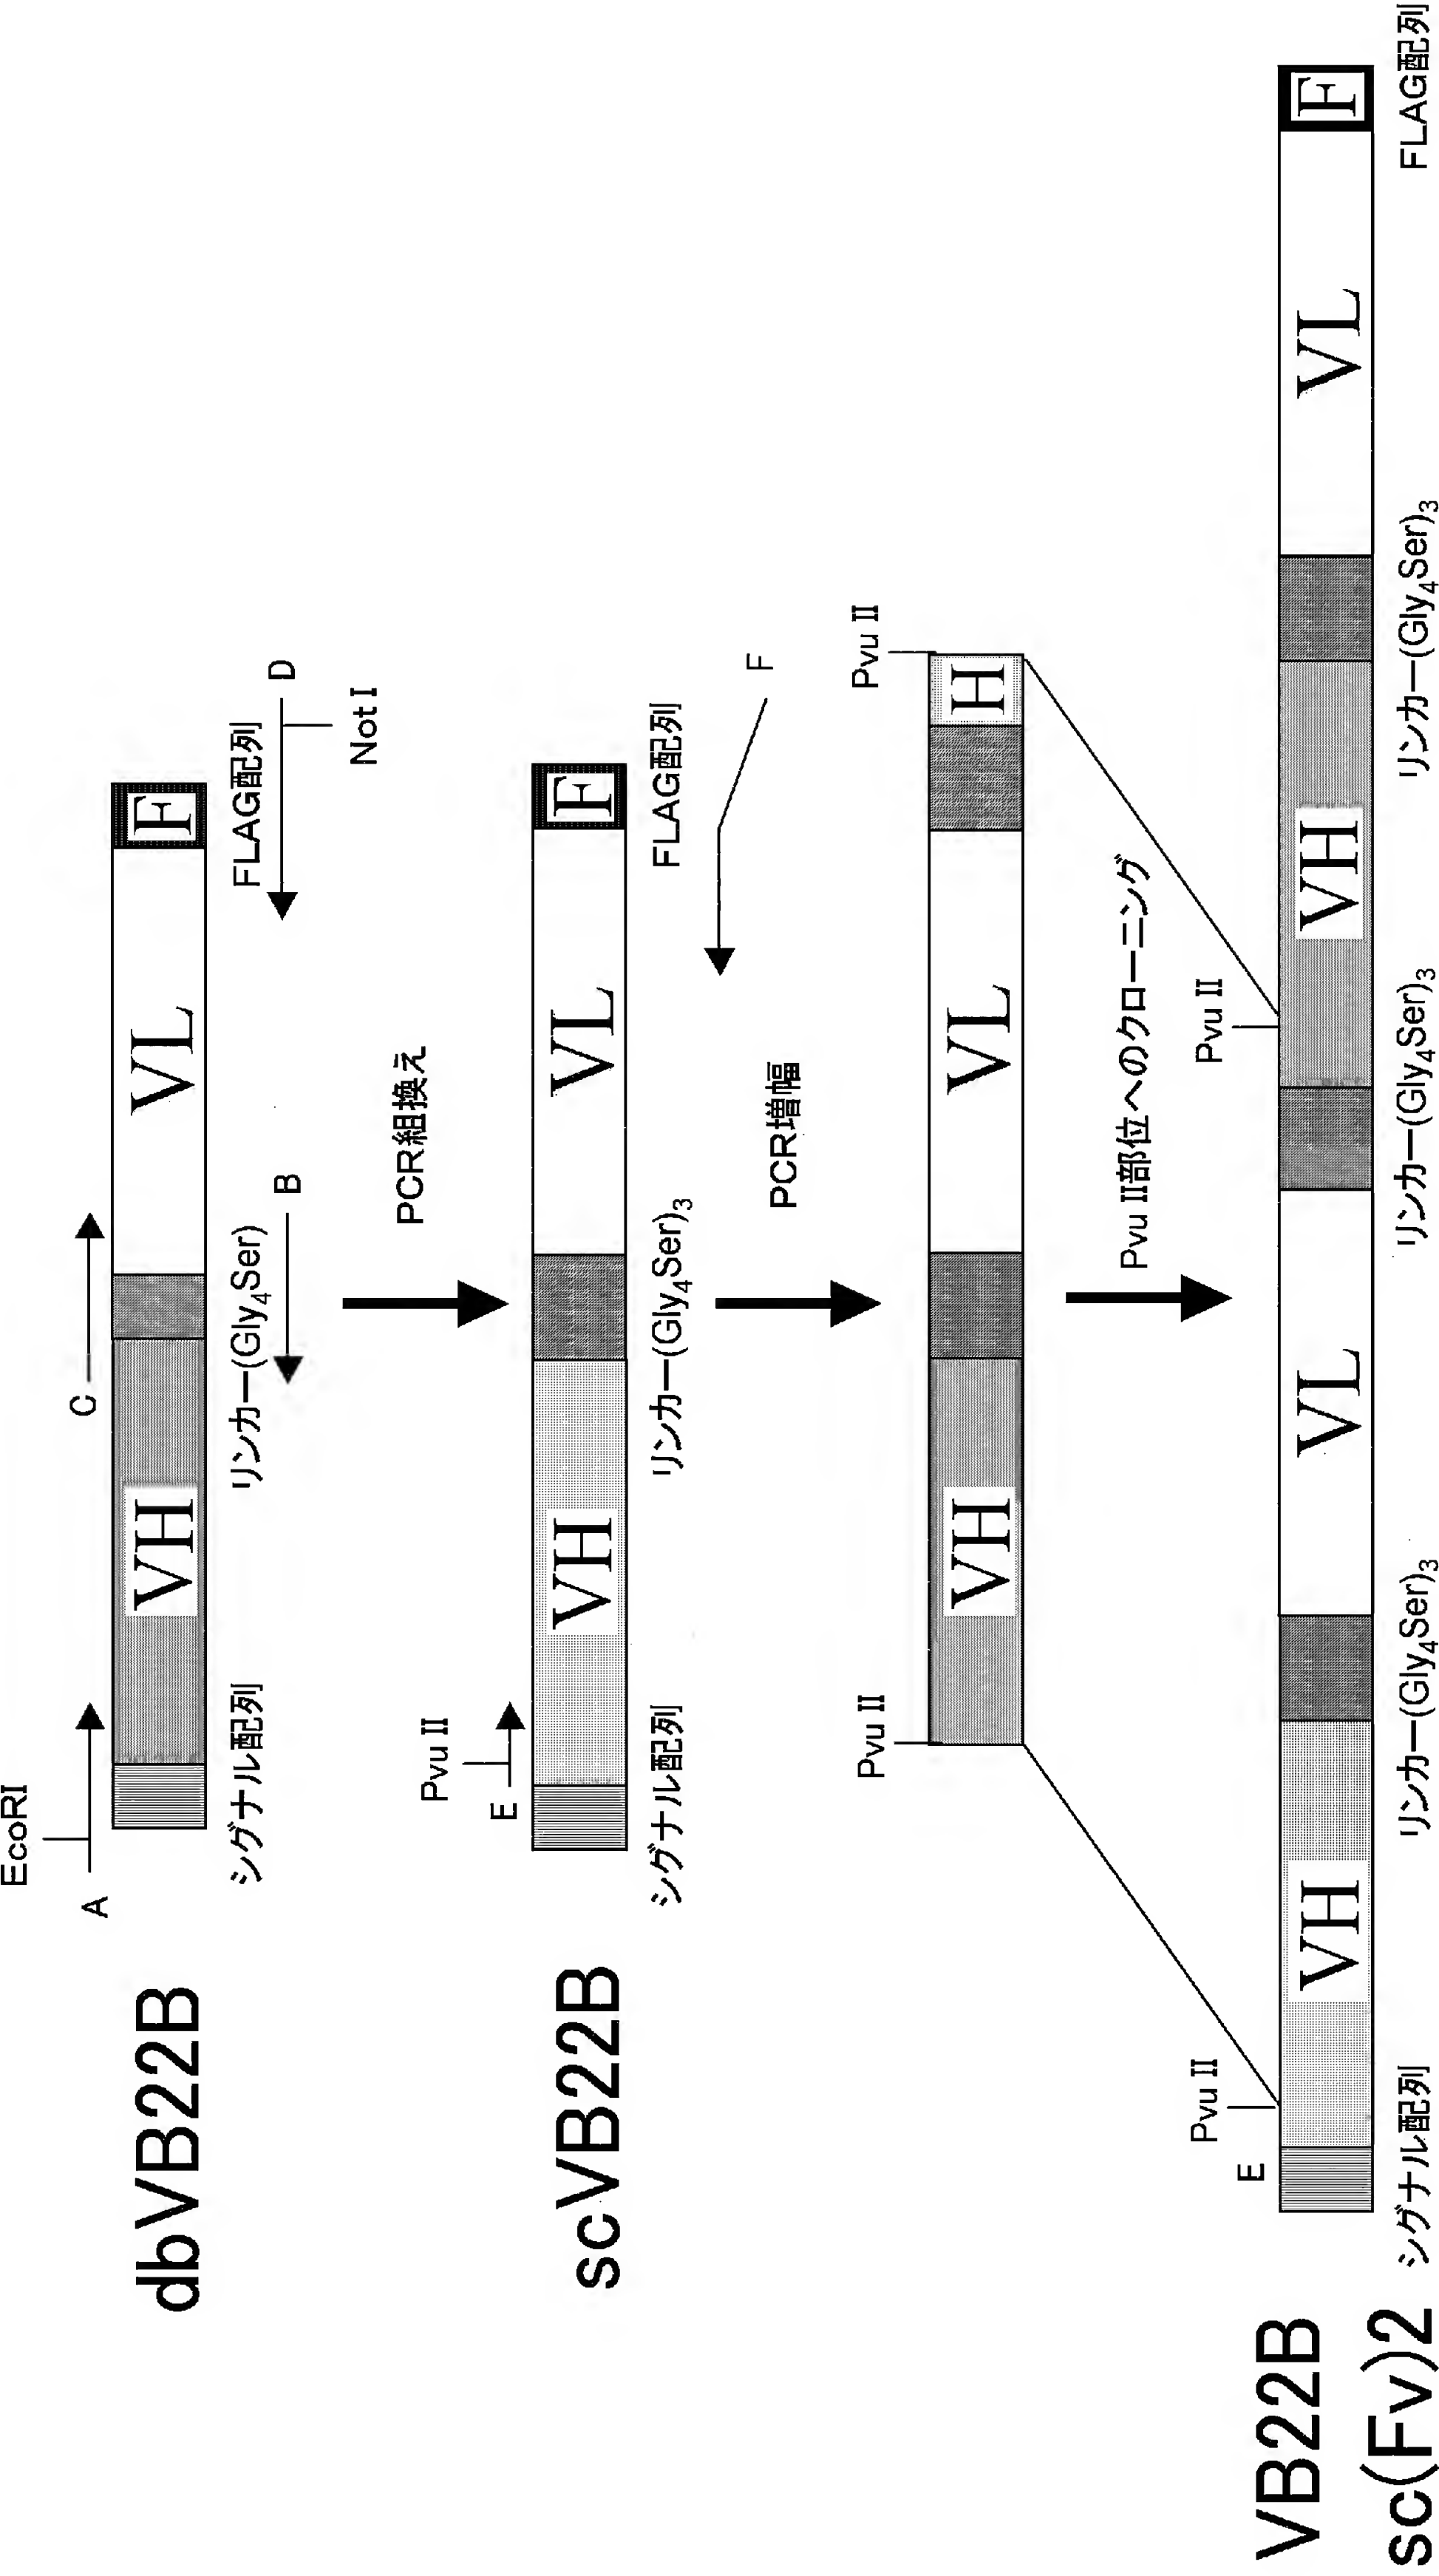 EcoRI
A
C
dbVB22B
VH
VL
F
シグナル配列
リンカー(Gly4Ser)
FLAG配列
B
D
Not I
PCR組換え
Pvu II
E
scVB22B
VH
VL
F
シグナル配列
リンカー(Gly4Ser)3
FLAG配列
F
PCR増幅
Pvu II
Pvu II
VH
VL
H
Pvu II部位へのクローニング
Pvu II
Pvu II
E
VB22B
sc(Fv)2
VH
VL
VH
VL
F
シグナル配列
リンカー(Gly4Ser)3
リンカー(Gly4Ser)3
リンカー(Gly4Ser)3
FLAG配列